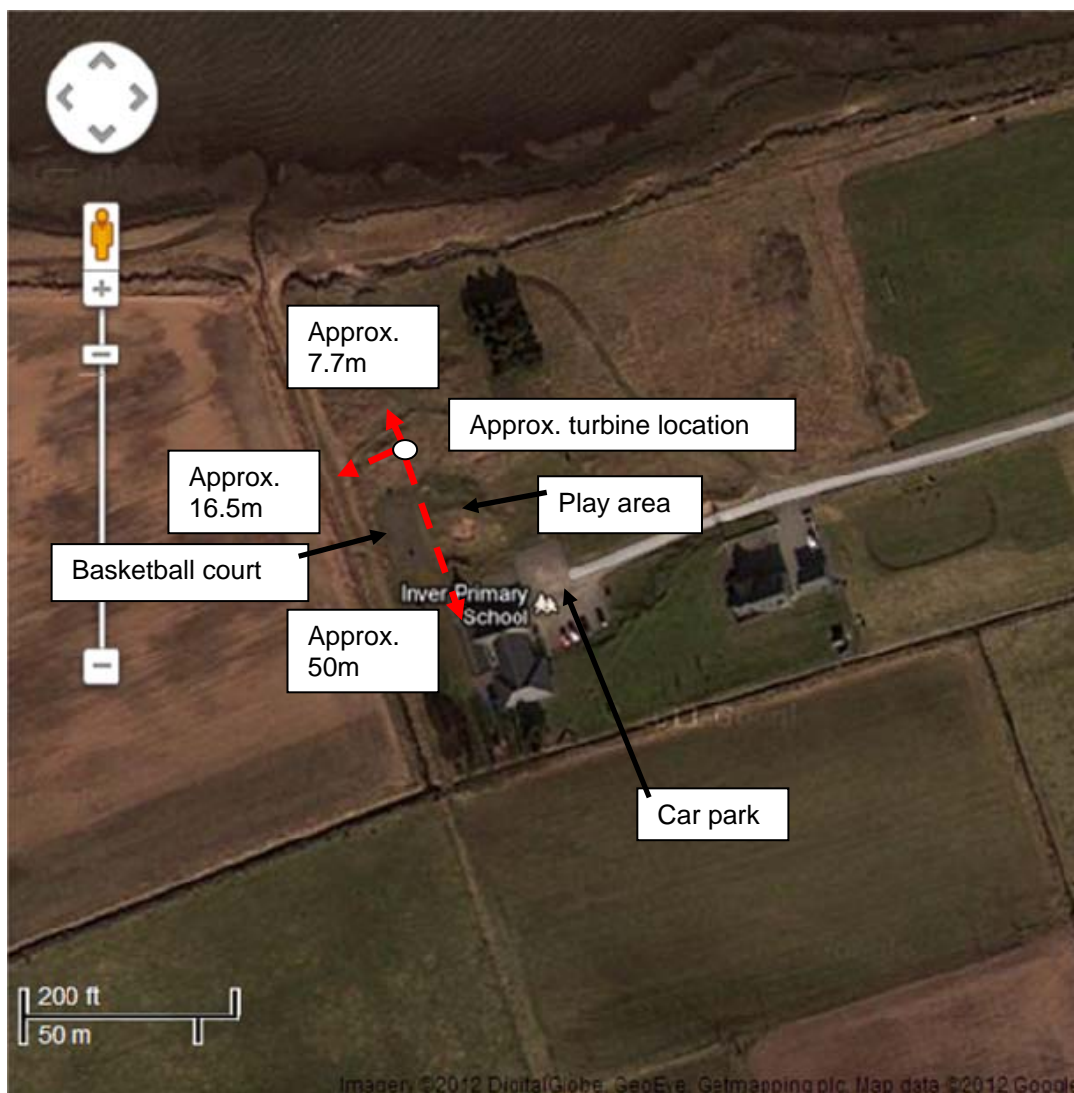 Approx.
7.7m
Approx. turbine location
Approx.
16.5m
Play area
Basketball court
Inver Primary
School
Approx.
50m
Car park
200 ft
50 m
Imagery ©2012 DigitalGlobe, GeoEye, Getmapping plc, Map data ©2012 Google